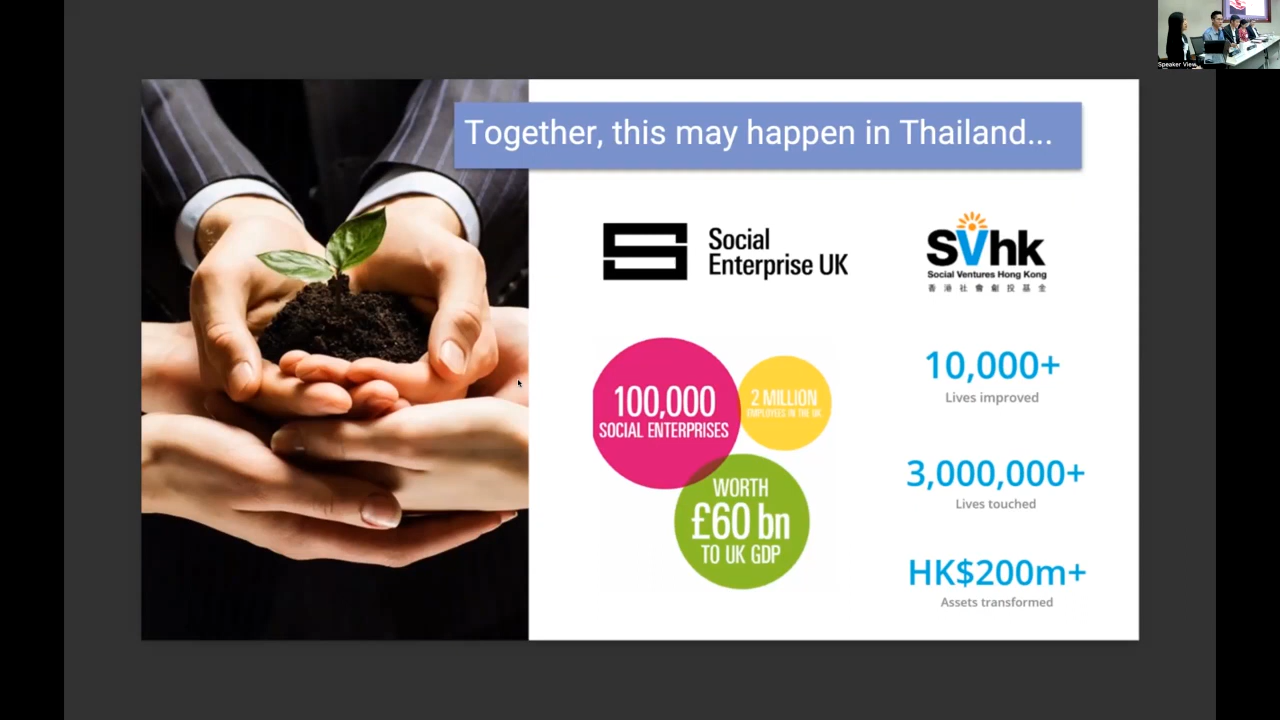 Speaker View
Together, this may happen in Thailand...
Social
Enterprise UK
SVhk
Social Ventures Hong Kong
香港社會創投基金
100,000
SOCIAL ENTERPRISES
2 MILLION
EMPLOYEES IN THE UK
WORTH
£60 bn
TO UK GDP
10,000+
Lives improved
3,000,000+
Lives touched
HK$200m+
Assets transformed